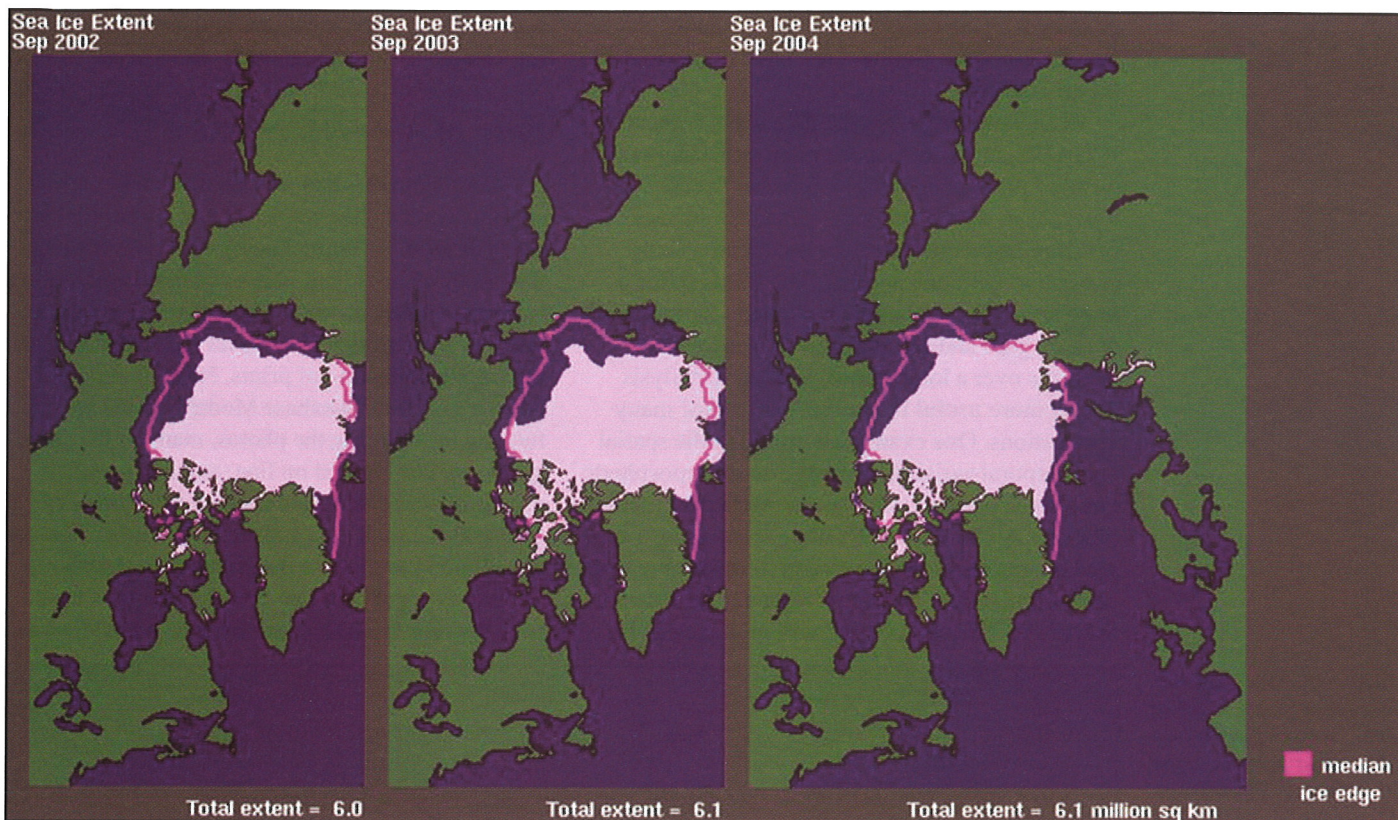 Sea Ice Extent
Sep 2002
Sea Ice Extent
Sep 2003
Sea Ice Extent
Sep 2004
Total extent = 6.0
Total extent = 6.1
Total extent = 6.1 million sq km
median
ice edge